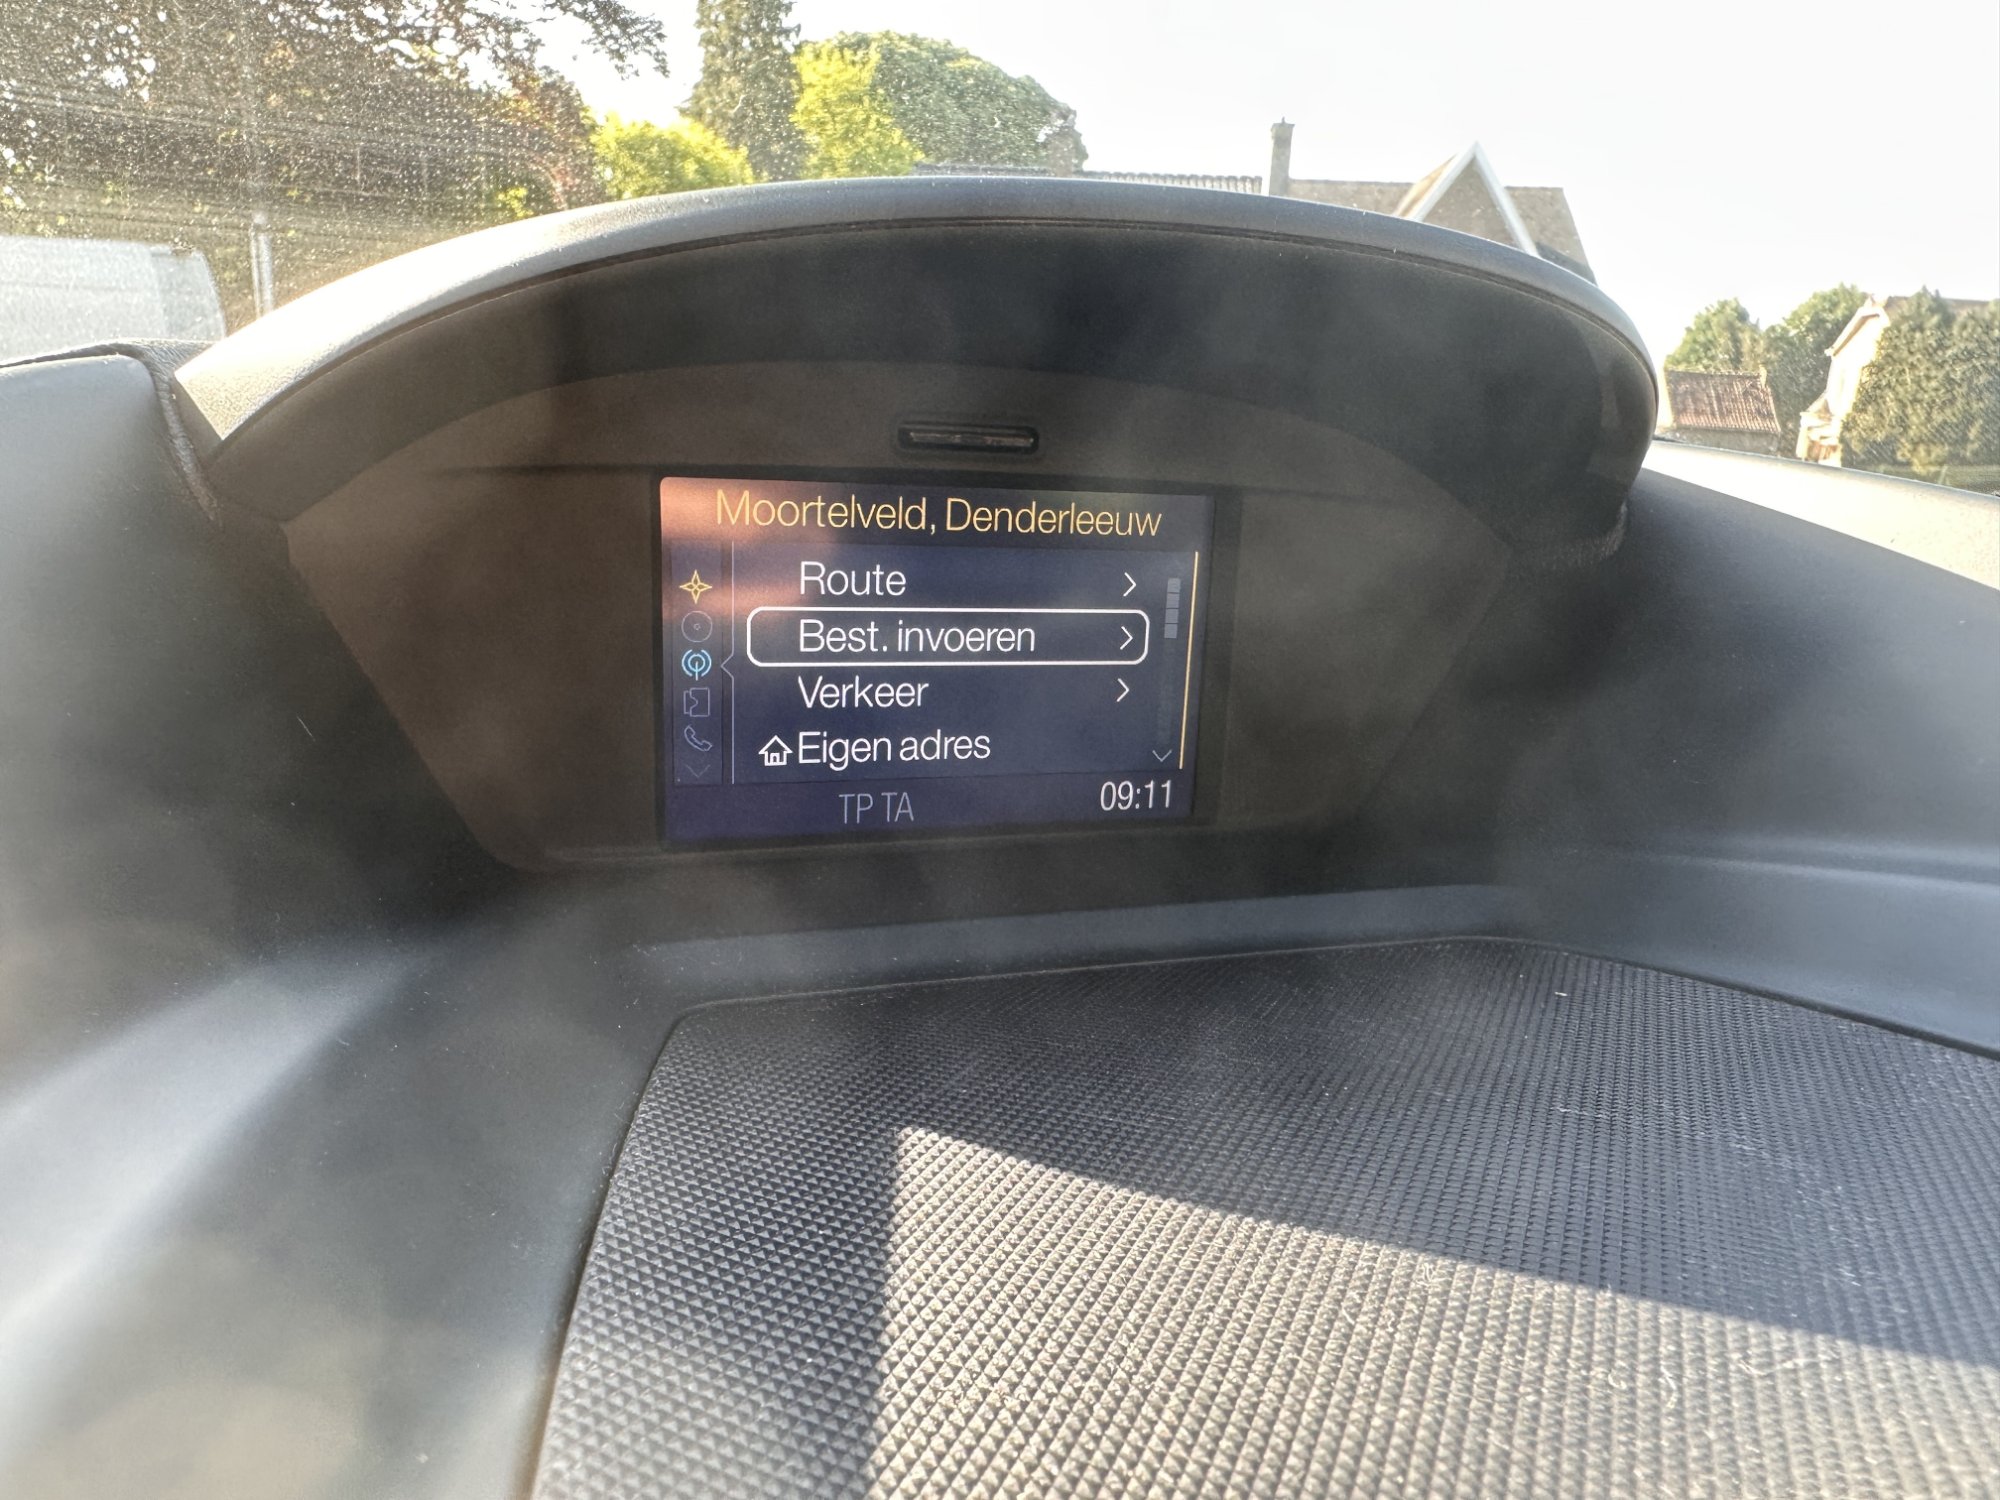 Moortelveld, Denderleeuw
Route
Best. invoeren
Verkeer
Eigen adres
TP TA
09:11